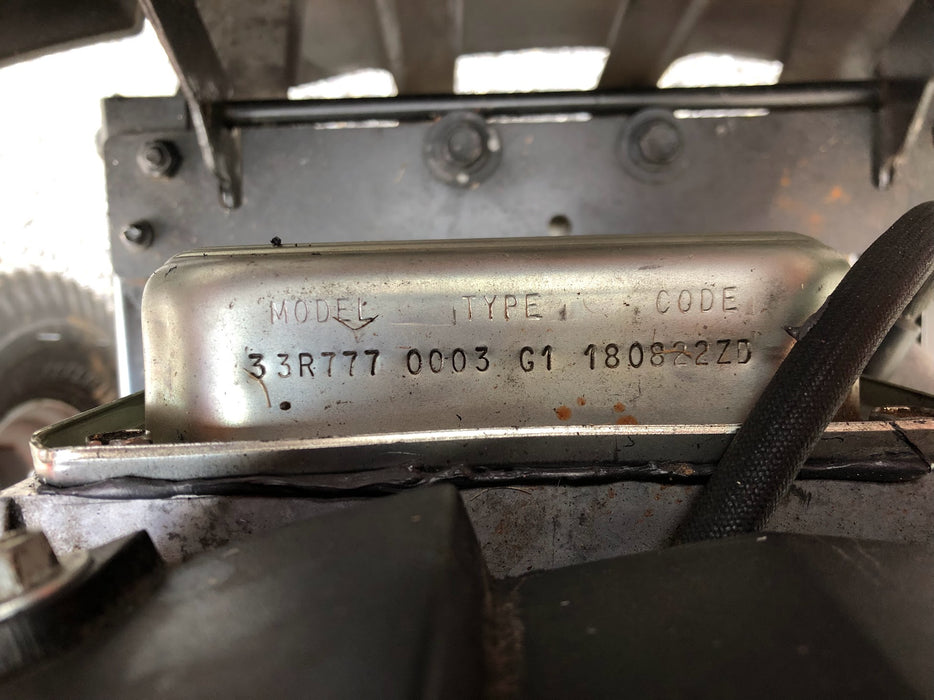 MODEL TYPE CODE
33R777 0003 G1 180822ZD